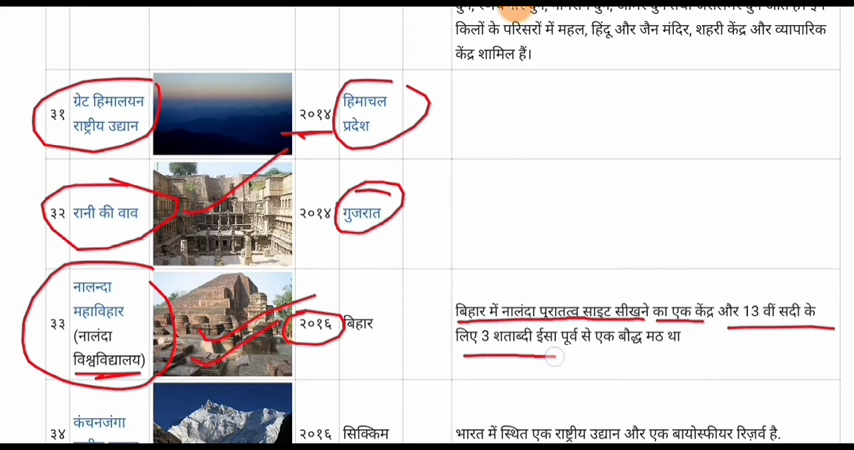 किलों के परिसरों में महल, हिंदू और जैन मंदिर, शहरी केंद्र और व्यापारिक
केंद्र शामिल हैं।
३१
ग्रेट हिमालयन
राष्ट्रीय उद्यान
२०१४
हिमाचल
प्रदेश
३२
रानी की वाव
२०१४
गुजरात
३३
नालन्दा
महाविहार
(नालंदा
विश्वविद्यालय)
२०१६
बिहार
बिहार में नालंदा पुरातत्व साइट सीखने का एक केंद्र और 13 वीं सदी के
लिए 3 शताब्दी ईसा पूर्व से एक बौद्ध मठ था
३४
कंचनजंगा
२०१६
सिक्किम
भारत में स्थित एक राष्ट्रीय उद्यान और एक बायोस्फीयर रिज़र्व है.